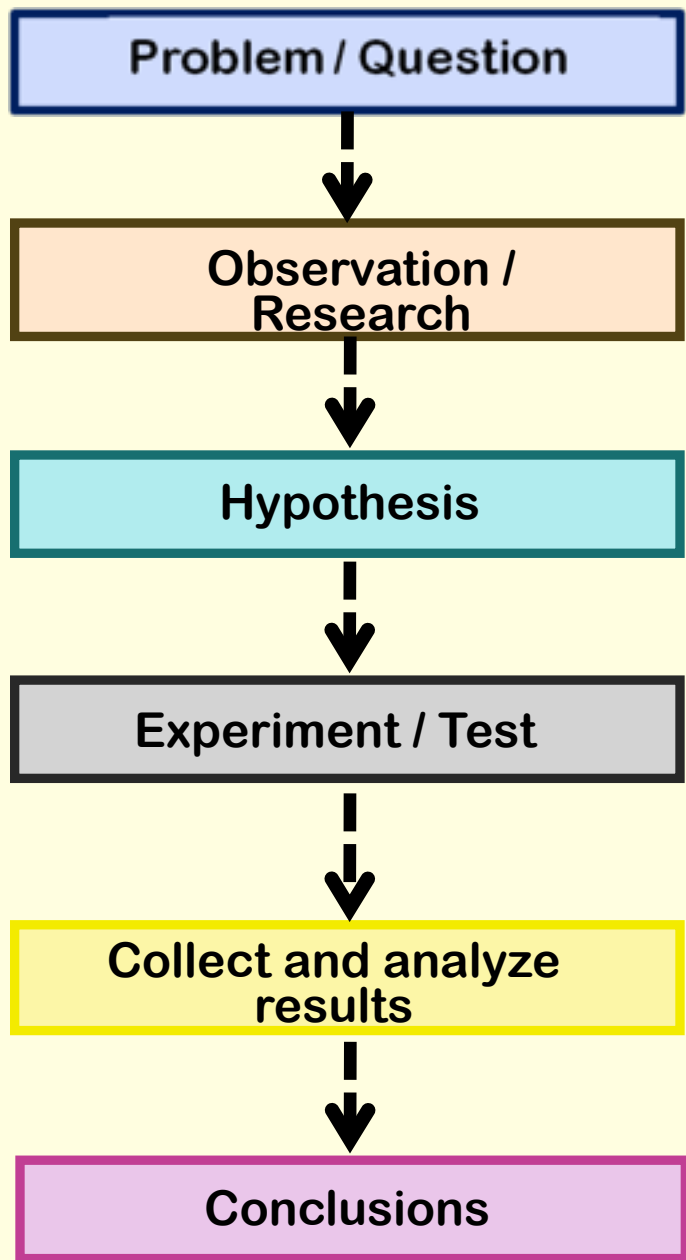 Problem / Question
Observation /
Research
Hypothesis
Experiment / Test
Collect and analyze
results
Conclusions